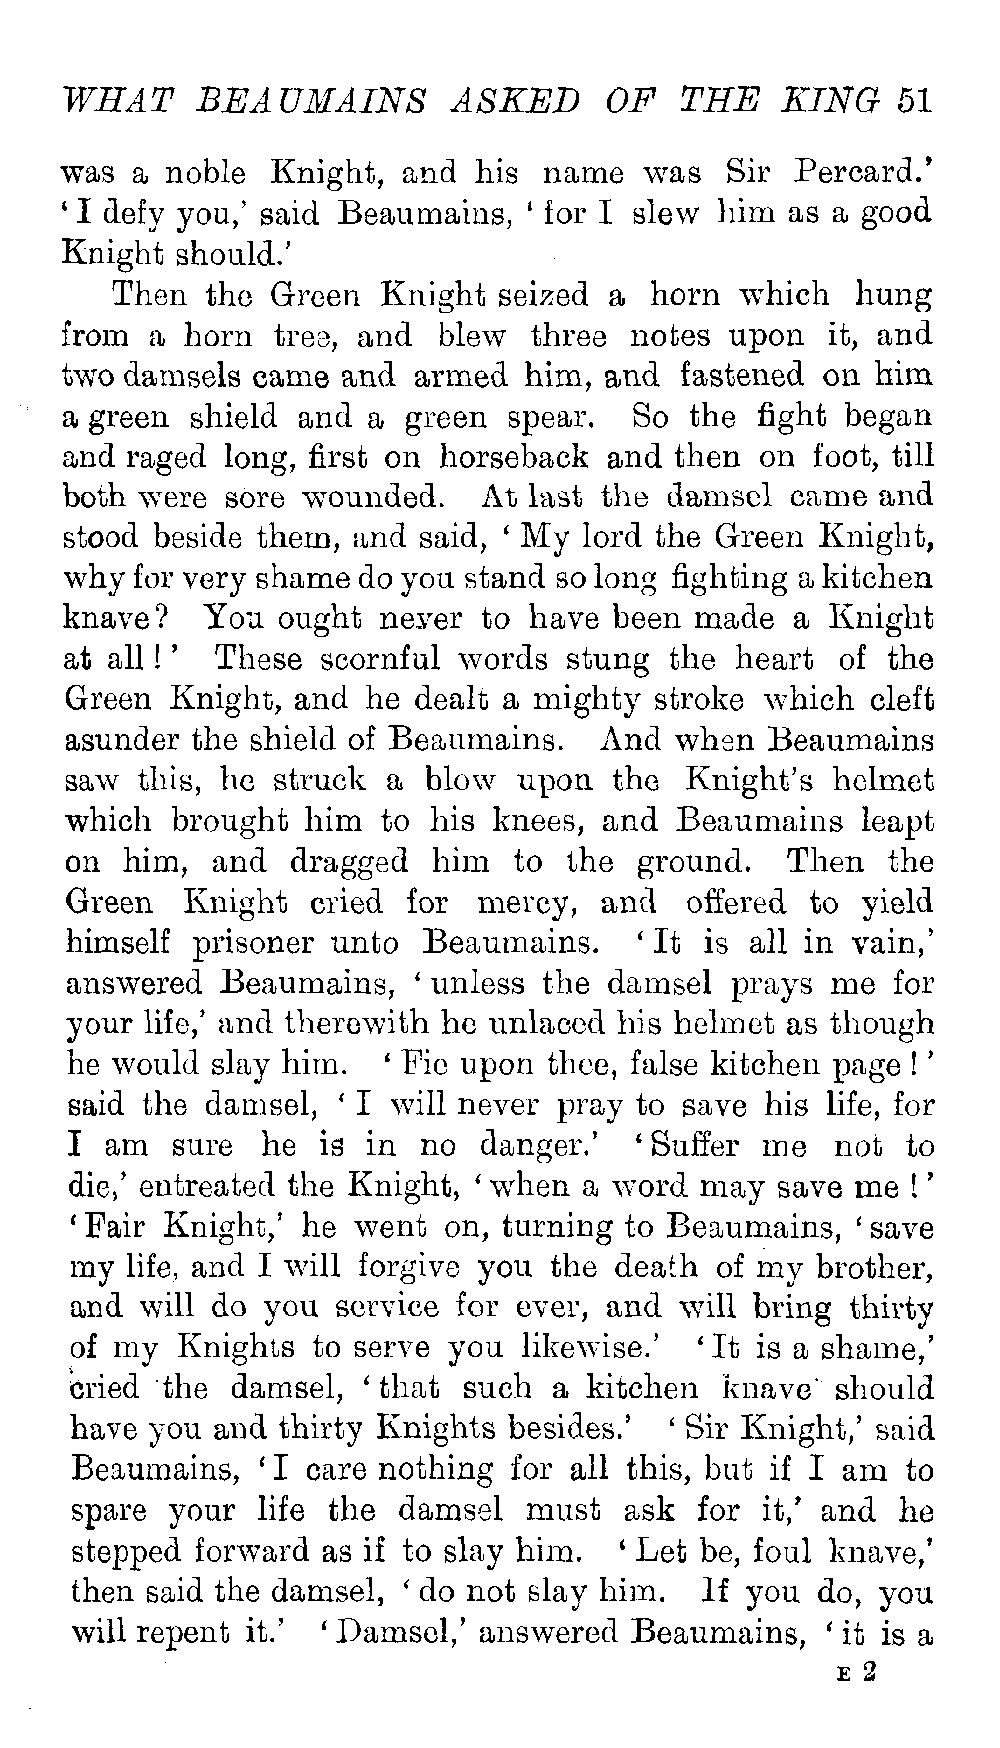 WHAT BEAUMAINS ASKED OF THE KING 51
was a noble Knight, and his name was Sir Percard.’
‘ I defy you,’ said Beaumains, ‘ for I slew him as a good
Knight should.’
Then the Green Knight seized a horn which hung
from a horn tree, and blew three notes upon it, and
two damsels came and armed him, and fastened on him
a green shield and a green spear. So the fight began
and raged long, first on horseback and then on foot, till
both were sore wounded. At last the damsel came and
stood beside them, and said, ‘ My lord the Green Knight,
why for very shame do you stand so long fighting a kitchen
knave? You ought never to have been made a Knight
at all ! ’ These scornful words stung the heart of the
Green Knight, and he dealt a mighty stroke which cleft
asunder the shield of Beaumains. And when Beaumains
saw this, he struck a blow upon the Knight’s helmet
which brought him to his knees, and Beaumains leapt
on him, and dragged him to the ground. Then the
Green Knight cried for mercy, and offered to yield
himself prisoner unto Beaumains. ‘ It is all in vain,’
answered Beaumains, ‘ unless the damsel prays me for
your life,’ and therewith he unlaced his helmet as though
he would slay him. ‘ Fie upon thee, false kitchen page ! ’
said the damsel, ‘ I will never pray to save his life, for
I am sure he is in no danger.’ ‘ Suffer me not to
die,’ entreated the Knight, ‘ when a word may save me ! ’
‘ Fair Knight,’ he went on, turning to Beaumains, ‘ save
my life, and I will forgive you the death of my brother,
and will do you service for ever, and will bring thirty
of my Knights to serve you likewise.’ ‘ It is a shame,’
cried the damsel, ‘ that such a kitchen knave should
have you and thirty Knights besides.’ ‘ Sir Knight,’ said
Beaumains, ‘ I care nothing for all this, but if I am to
spare your life the damsel must ask for it,’ and he
stepped forward as if to slay him. ‘ Let be, foul knave,’
then said the damsel, ‘ do not slay him. If you do, you
will repent it.’ ‘ Damsel,’ answered Beaumains, ‘ it is a
E 2